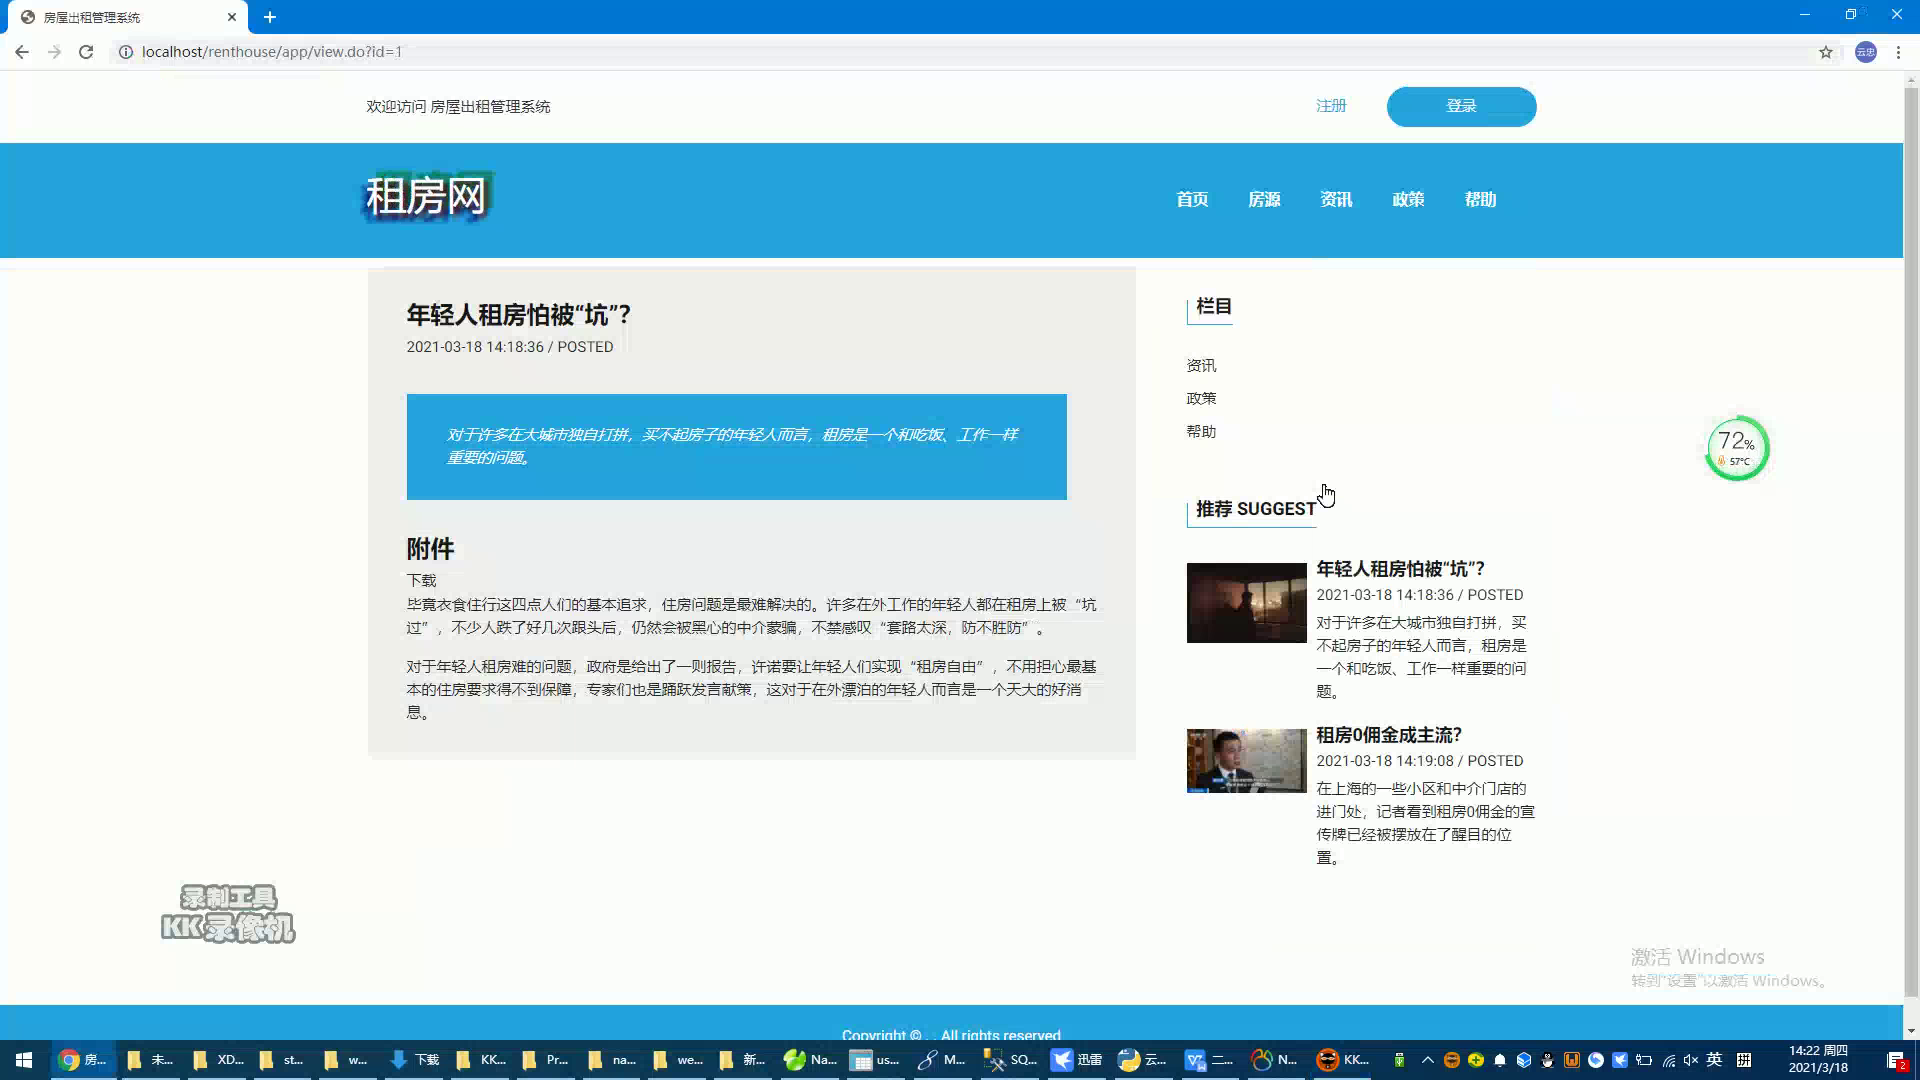 房屋出租管理系统
localhost/renthouse/app/view.do?id=1
云忠
欢迎访问 房屋出租管理系统
注册
登录
租房网
首页
房源
资讯
政策
帮助
年轻人租房怕被“坑”？
2021-03-18 14:18:36 / POSTED
对于许多在大城市独自打拼，买不起房子的年轻人而言，租房是一个和吃饭、工作一样
重要的问题。
附件
下载
毕竟衣食住行这四点人们的基本追求，住房问题是最难解决的。许多在外工作的年轻人都在租房上被“坑
过”，不少人跌了好几次跟头后，仍然会被黑心的中介蒙骗，不禁感叹“套路太深，防不胜防”。
对于年轻人租房难的问题，政府是给出了一则报告，许诺要让年轻人们实现“租房自由”，不用担心最基
本的住房要求得不到保障，专家们也是踊跃发言献策，这对于在外漂泊的年轻人而言是一个天大的好消
息。
栏目
资讯
政策
帮助
推荐 SUGGEST
年轻人租房怕被“坑”？
2021-03-18 14:18:36 / POSTED
对于许多在大城市独自打拼，买
不起房子的年轻人而言，租房是
一个和吃饭、工作一样重要的问
题。
租房0佣金成主流？
2021-03-18 14:19:08 / POSTED
在上海的一些小区和中介门店的
进门处，记者看到租房0佣金的宣
传牌已经被摆放在了醒目的位
置。
72%
57°C
录制工具
KK录像机
激活 Windows
转到“设置”以激活 Windows。
Copyright © . . All rights reserved
房...
未...
XD...
st...
w...
下载
KK...
Pr...
na...
we...
新...
Na...
us...
M...
SQ...
迅雷
云...
二...
N...
KK...
英
拼
14:22 周四
2021/3/18
2